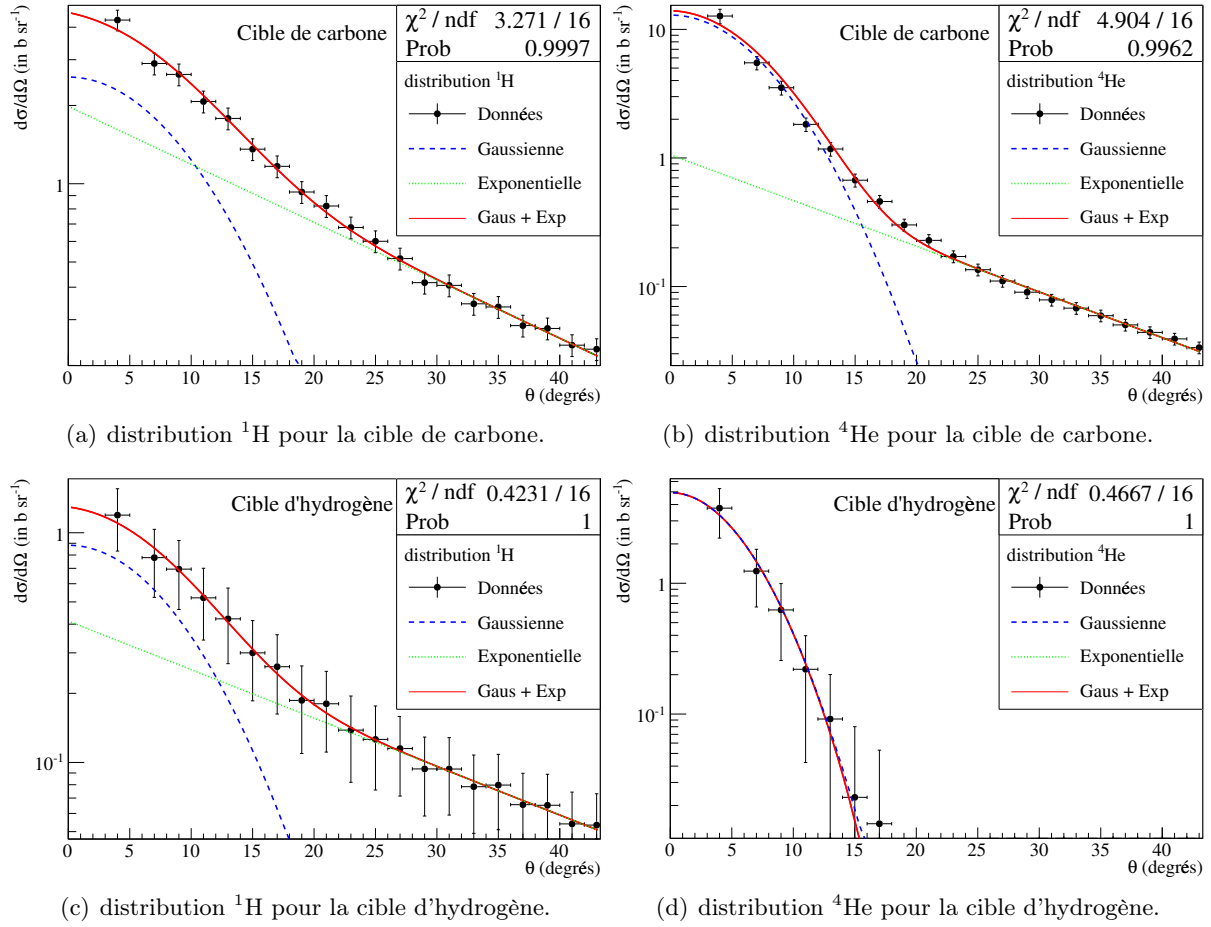 dσ/dΩ (in b sr⁻¹)
Cible de carbone
χ² / ndf 3.271 / 16
Prob 0.9997
distribution ¹H
Données
Gaussienne
Exponentielle
Gaus + Exp
1
0 5 10 15 20 25 30 35 40
θ (degrés)
(a) distribution ¹H pour la cible de carbone.
dσ/dΩ (in b sr⁻¹)
Cible de carbone
χ² / ndf 4.904 / 16
Prob 0.9962
distribution ⁴He
Données
Gaussienne
Exponentielle
Gaus + Exp
10
1
10⁻¹
0 5 10 15 20 25 30 35 40
θ (degrés)
(b) distribution ⁴He pour la cible de carbone.
dσ/dΩ (in b sr⁻¹)
Cible d'hydrogène
χ² / ndf 0.4231 / 16
Prob 1
distribution ¹H
Données
Gaussienne
Exponentielle
Gaus + Exp
1
10⁻¹
0 5 10 15 20 25 30 35 40
θ (degrés)
(c) distribution ¹H pour la cible d'hydrogène.
dσ/dΩ (in b sr⁻¹)
Cible d'hydrogène
χ² / ndf 0.4667 / 16
Prob 1
distribution ⁴He
Données
Gaussienne
Exponentielle
Gaus + Exp
1
10⁻¹
0 5 10 15 20 25 30 35 40
θ (degrés)
(d) distribution ⁴He pour la cible d'hydrogène.